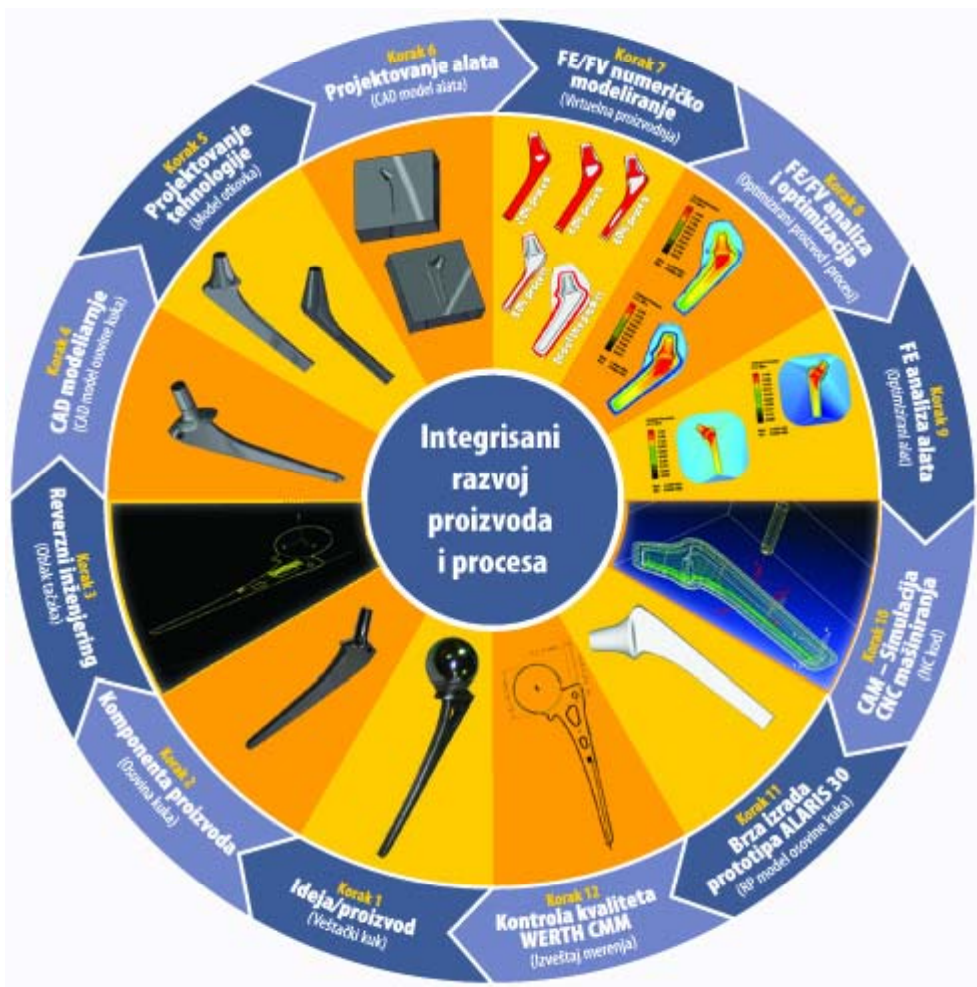 Integrisani
razvoj
proizvoda
i procesa
Korak 1
Ideja/proizvod
(Veštački kuk)
Korak 2
Komponenta proizvoda
(Osovina kuka)
Korak 3
Reverzni inženjering
(Oblak tačaka)
Korak 4
CAD modeliarnje
(CAD model osovine kuka)
Korak 5
Projektovanje
tehnologije
(Model otkovka)
Korak 6
Projektovanje alata
(CAD model alata)
Korak 7
FE/FV numeričko
modeliranje
(Virtuelna proizvodnja)
Korak 8
FE/FV analiza
i optimizacija
(Optimizirani proizvod i procesi)
Korak 9
FE analiza alata
(Optimizirani alat)
Korak 10
CAM – Simulacija
CNC mašiniranja
(NC kod)
Korak 11
Brza izrada
prototipa ALARIS 30
(RP model osovine kuka)
Korak 12
Kontrola kvaliteta
WERTH CMM
(Izveštaj merenja)